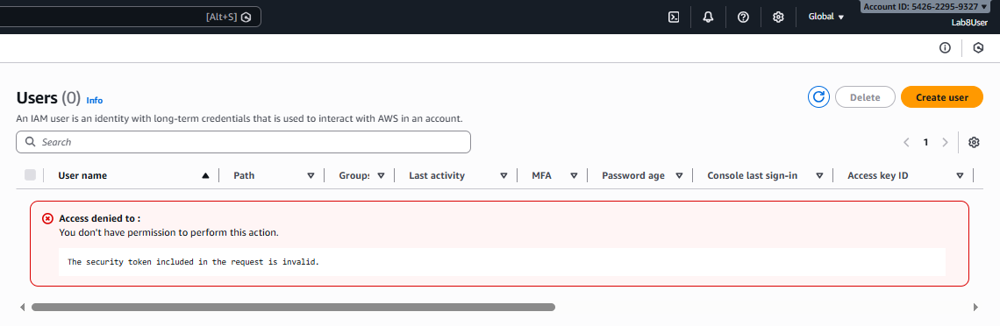 [Alt+S]
Global
Account ID: 5426-2295-9327
Lab8User
Users (0) Info
Delete
Create user
An IAM user is an identity with long-term credentials that is used to interact with AWS in an account.
Search
1
User name
Path
Groups
Last activity
MFA
Password age
Console last sign-in
Access key ID
Access denied to :
You don't have permission to perform this action.
The security token included in the request is invalid.